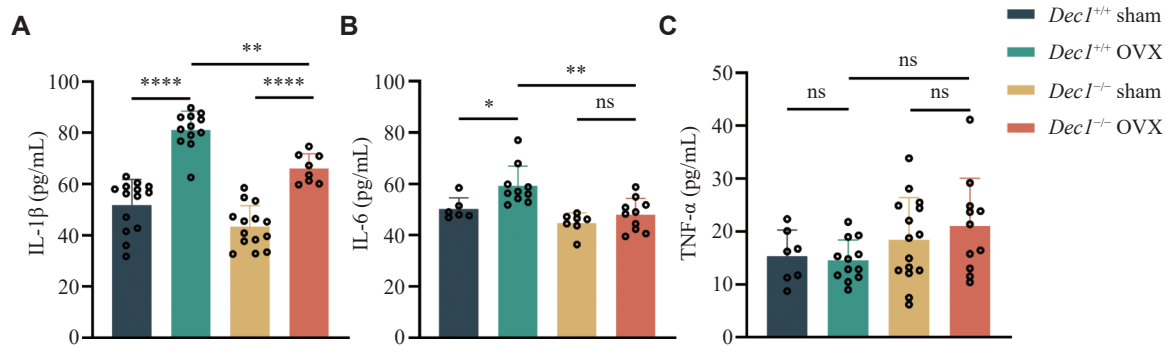 A
IL-1β (pg/mL)
100
80
60
40
20
0
****
**
****
B
IL-6 (pg/mL)
100
80
60
40
20
0
*
**
ns
C
TNF-α (pg/mL)
50
40
30
20
10
0
ns
ns
ns
Dec1⁺/⁺ sham
Dec1⁺/⁺ OVX
Dec1⁻/⁻ sham
Dec1⁻/⁻ OVX